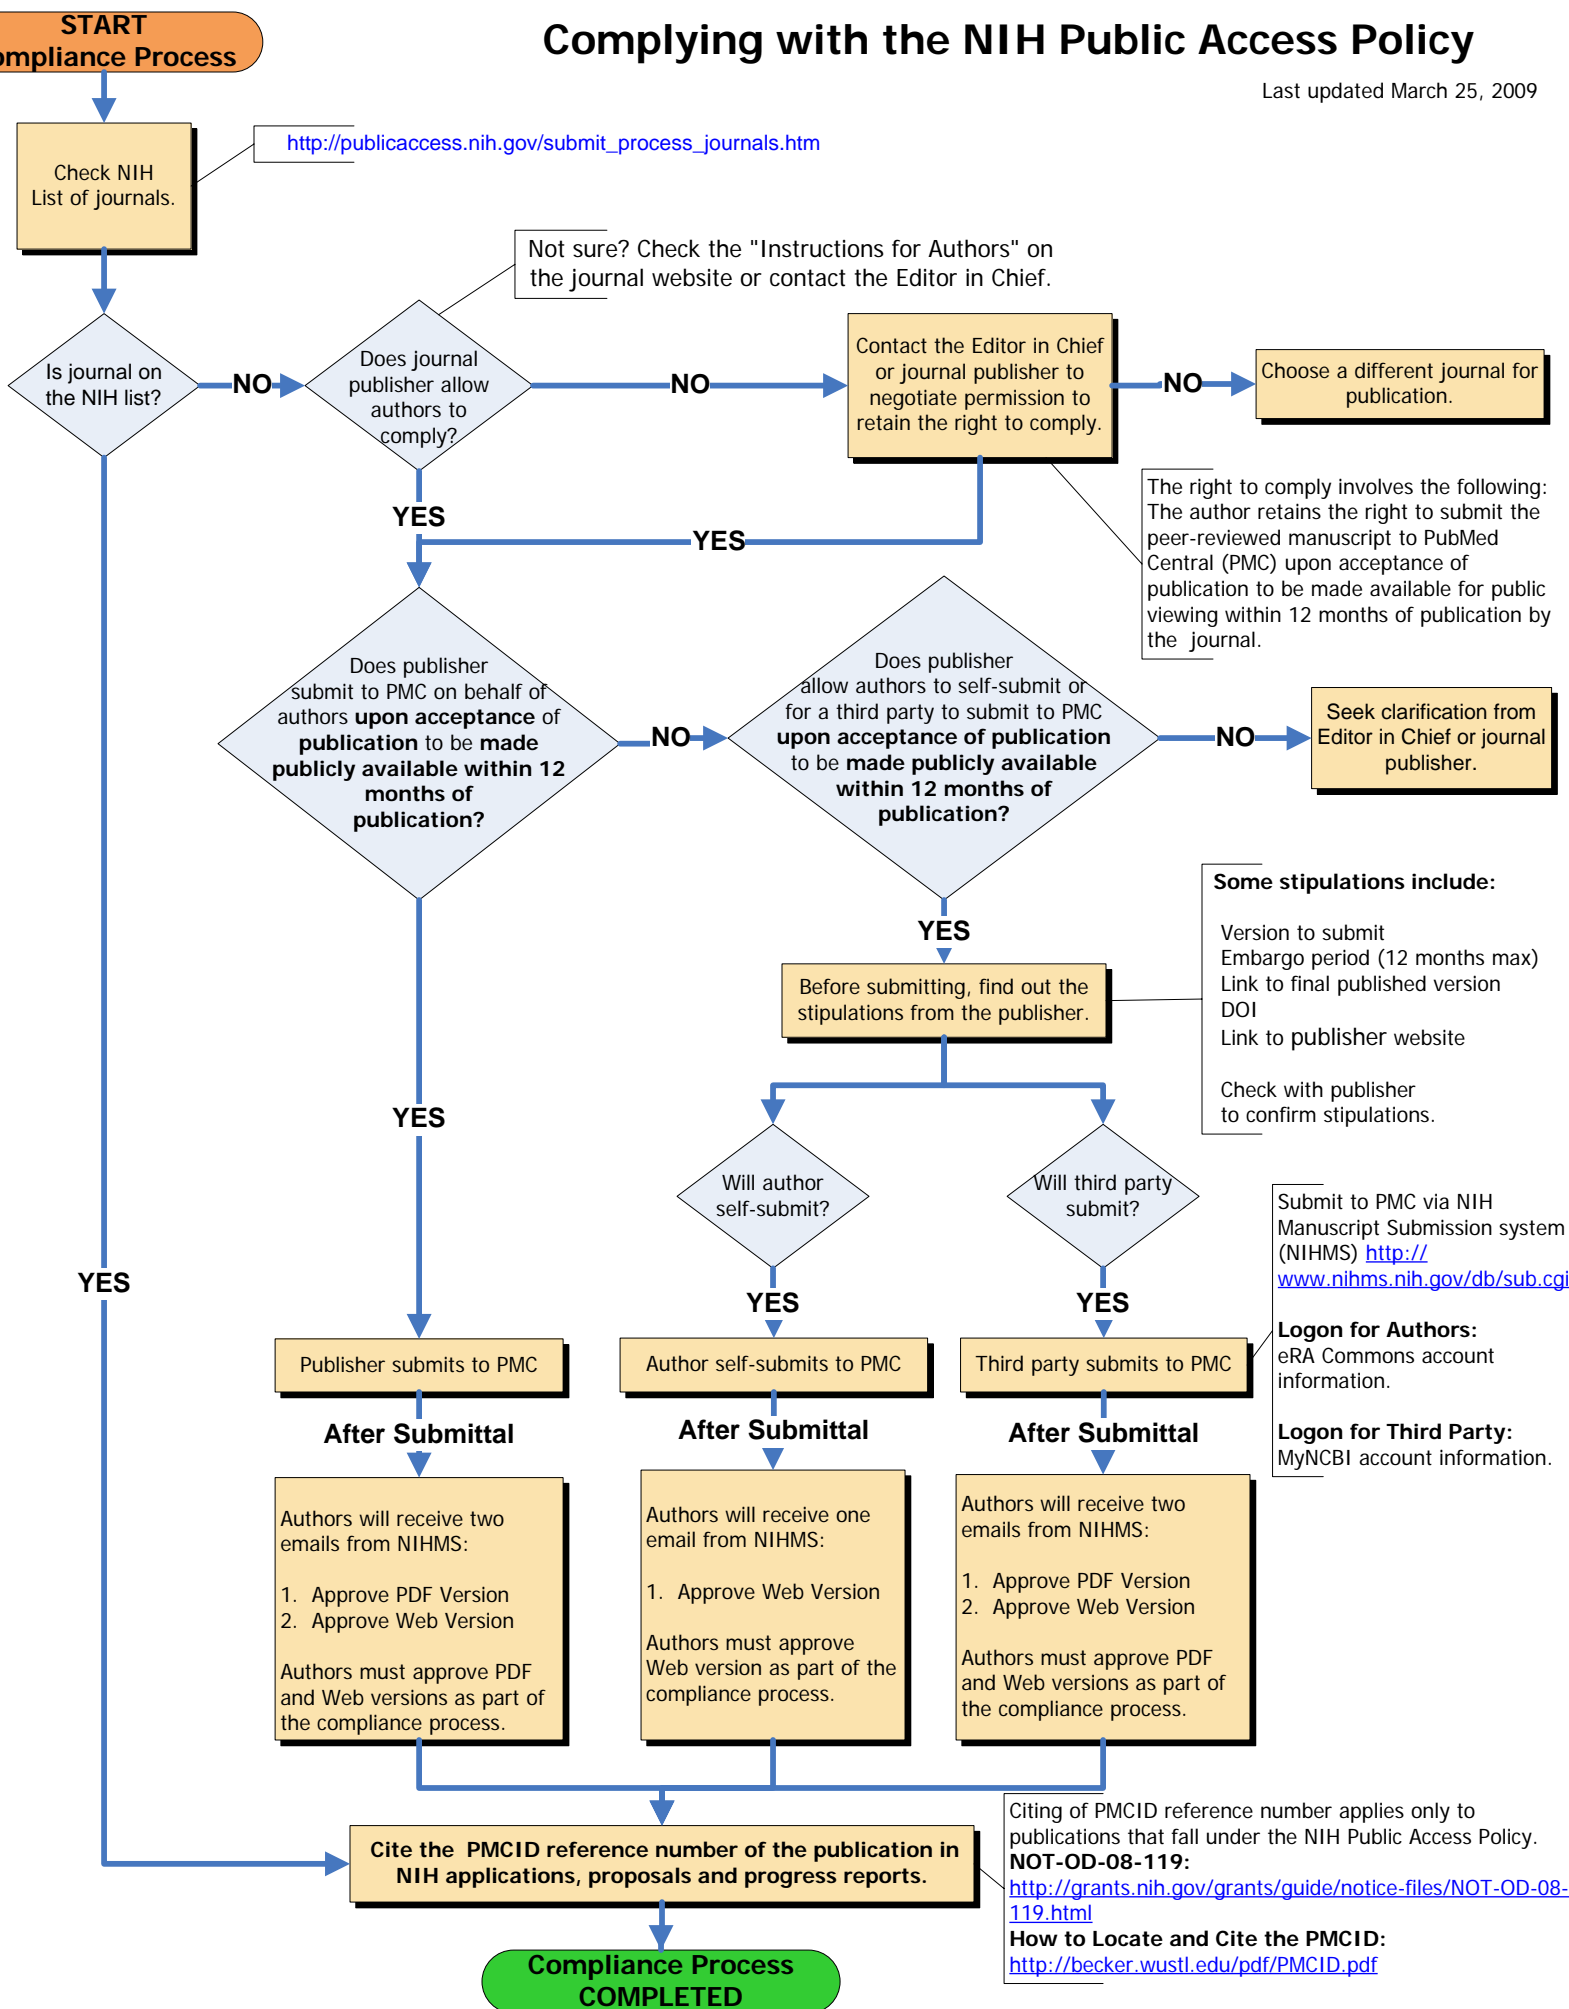 START
ompliance Process
Complying with the NIH Public Access Policy
Last updated March 25, 2009
Check NIH
List of journals.
http://publicaccess.nih.gov/submit_process_journals.htm
Not sure? Check the "Instructions for Authors" on
the journal website or contact the Editor in Chief.
Is journal on
the NIH list?
NO
Does journal
publisher allow
authors to
comply?
NO
Contact the Editor in Chief
or journal publisher to
negotiate permission to
retain the right to comply.
NO
Choose a different journal for
publication.
The right to comply involves the following:
The author retains the right to submit the
peer-reviewed manuscript to PubMed
Central (PMC) upon acceptance of
publication to be made available for public
viewing within 12 months of publication by
the journal.
YES
YES
Does publisher
submit to PMC on behalf of
authors upon acceptance of
publication to be made
publicly available within 12
months of
publication?
NO
Does publisher
allow authors to self-submit or
for a third party to submit to PMC
upon acceptance of publication
to be made publicly available
within 12 months of
publication?
NO
Seek clarification from
Editor in Chief or journal
publisher.
YES
Before submitting, find out the
stipulations from the publisher.
Some stipulations include:
Version to submit
Embargo period (12 months max)
Link to final published version
DOI
Link to publisher website
Check with publisher
to confirm stipulations.
YES
Will author
self-submit?
Will third party
submit?
Submit to PMC via NIH
Manuscript Submission system
(NIHMS) http://
www.nihms.nih.gov/db/sub.cgi
Logon for Authors:
eRA Commons account
information.
Logon for Third Party:
MyNCBI account information.
YES
YES
YES
Publisher submits to PMC
Author self-submits to PMC
Third party submits to PMC
After Submittal
After Submittal
After Submittal
Authors will receive two
emails from NIHMS:
1. Approve PDF Version
2. Approve Web Version
Authors must approve PDF
and Web versions as part of
the compliance process.
Authors will receive one
email from NIHMS:
1. Approve Web Version
Authors must approve
Web version as part of the
compliance process.
Authors will receive two
emails from NIHMS:
1. Approve PDF Version
2. Approve Web Version
Authors must approve PDF
and Web versions as part of
the compliance process.
Cite the PMCID reference number of the publication in
NIH applications, proposals and progress reports.
Citing of PMCID reference number applies only to
publications that fall under the NIH Public Access Policy.
NOT-OD-08-119:
http://grants.nih.gov/grants/guide/notice-files/NOT-OD-08-
119.html
How to Locate and Cite the PMCID:
http://becker.wustl.edu/pdf/PMCID.pdf
Compliance Process
COMPLETED